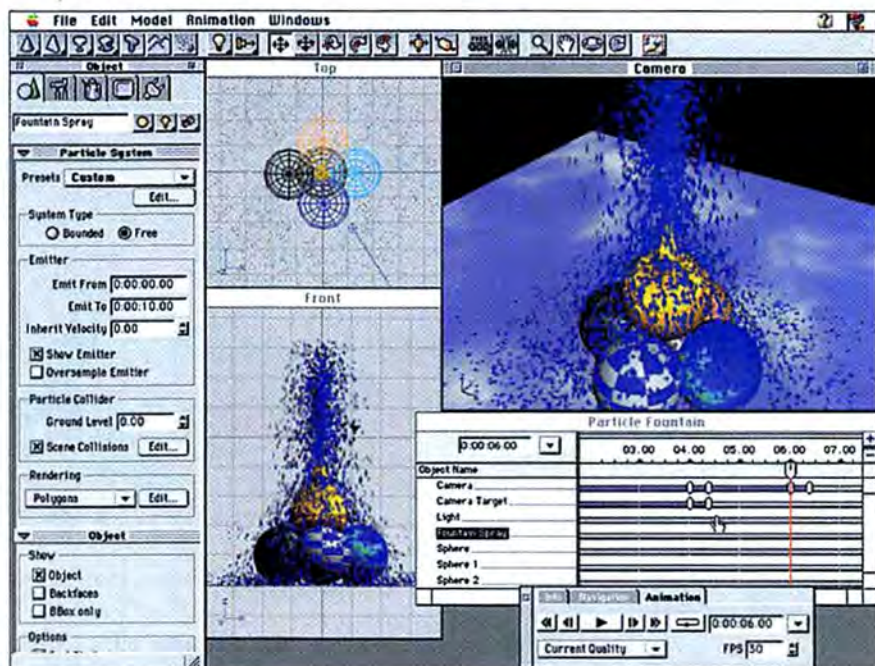 File Edit Model Animation Windows
Object
Fountain Spray
Particle System
Presets Custom
Edit...
System Type
Bounded Free
Emitter
Emit From 0:00:00.00
Emit To 0:00:10.00
Inherit Velocity 0.00
Show Emitter
Oversample Emitter
Particle Collider
Ground Level 0.00
Scene Collisions Edit...
Rendering
Polygons Edit...
Object
Show
Object
Backfaces
BBox only
Options
Top
Front
Camera
Particle Fountain
0:00:06.00
03.00 04.00 05.00 06.00 07.00
Object Name
Camera
Camera Target
Light
Fountain Spray
Sphere
Sphere 1
Sphere 2
Info Navigation Animation
0:00:06.00
Current Quality FPS 30